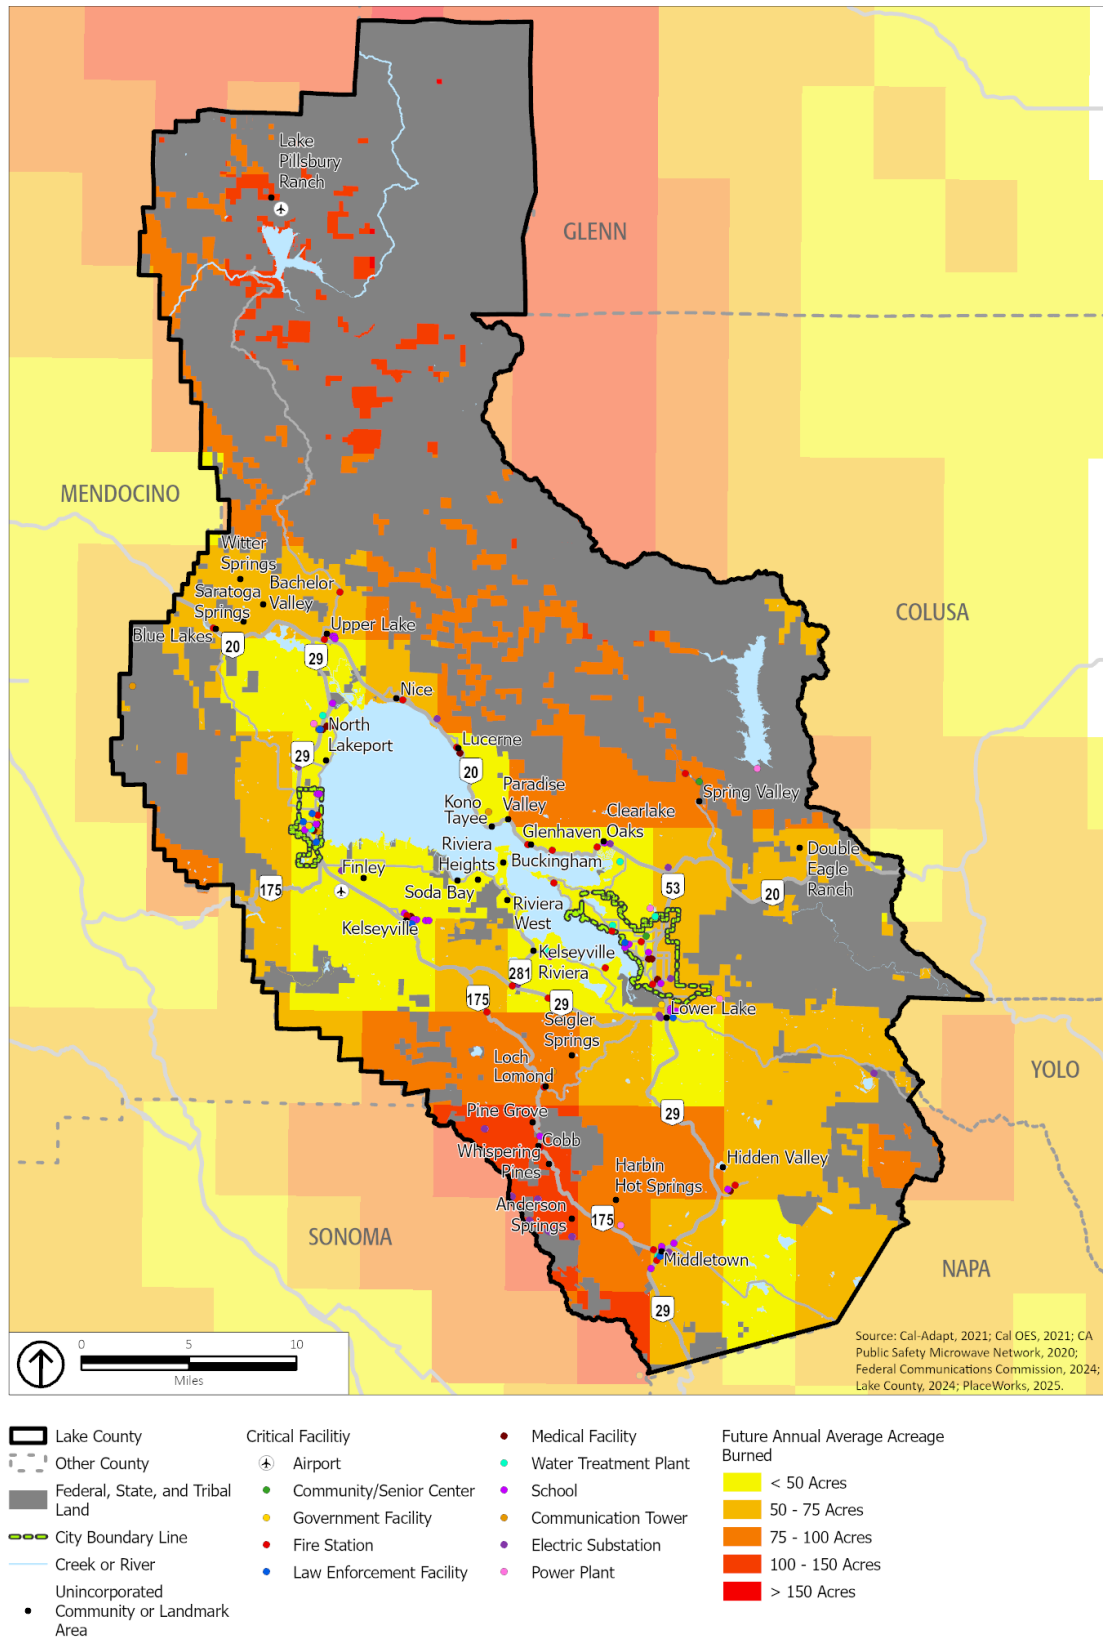 Lake
Pillsbury
Ranch
GLENN
MENDOCINO
Witter
Springs
Bachelor
Valley
Saratoga
Springs
COLUSA
Upper Lake
Blue Lakes
20
29
Nice
North
Lakeport
Lucerne
29
20
Paradise
Valley
Spring Valley
Kono
Tayee
Clearlake
Oaks
Glenhaven
Riviera
Heights
Buckingham
Double
Eagle
Ranch
Finley
175
Soda Bay
53
20
Riviera
West
Kelseyville
Kelseyville
Riviera
281
175
29
Lower Lake
Seigler
Springs
Loch
Lomond
YOLO
Pine Grove
29
Cobb
Whispering
Pines
Hidden Valley
Harbin
Hot Springs
Anderson
Springs
175
SONOMA
Middletown
NAPA
29
0 5 10
Miles
Source: Cal-Adapt, 2021; Cal OES, 2021; CA
Public Safety Microwave Network, 2020;
Federal Communications Commission, 2024;
Lake County, 2024; PlaceWorks, 2025.
Lake County
Other County
Federal, State, and Tribal
Land
City Boundary Line
Creek or River
Unincorporated
Community or Landmark
Area
Critical Facilitiy
Airport
Community/Senior Center
Government Facility
Fire Station
Law Enforcement Facility
Medical Facility
Water Treatment Plant
School
Communication Tower
Electric Substation
Power Plant
Future Annual Average Acreage
Burned
< 50 Acres
50 - 75 Acres
75 - 100 Acres
100 - 150 Acres
> 150 Acres